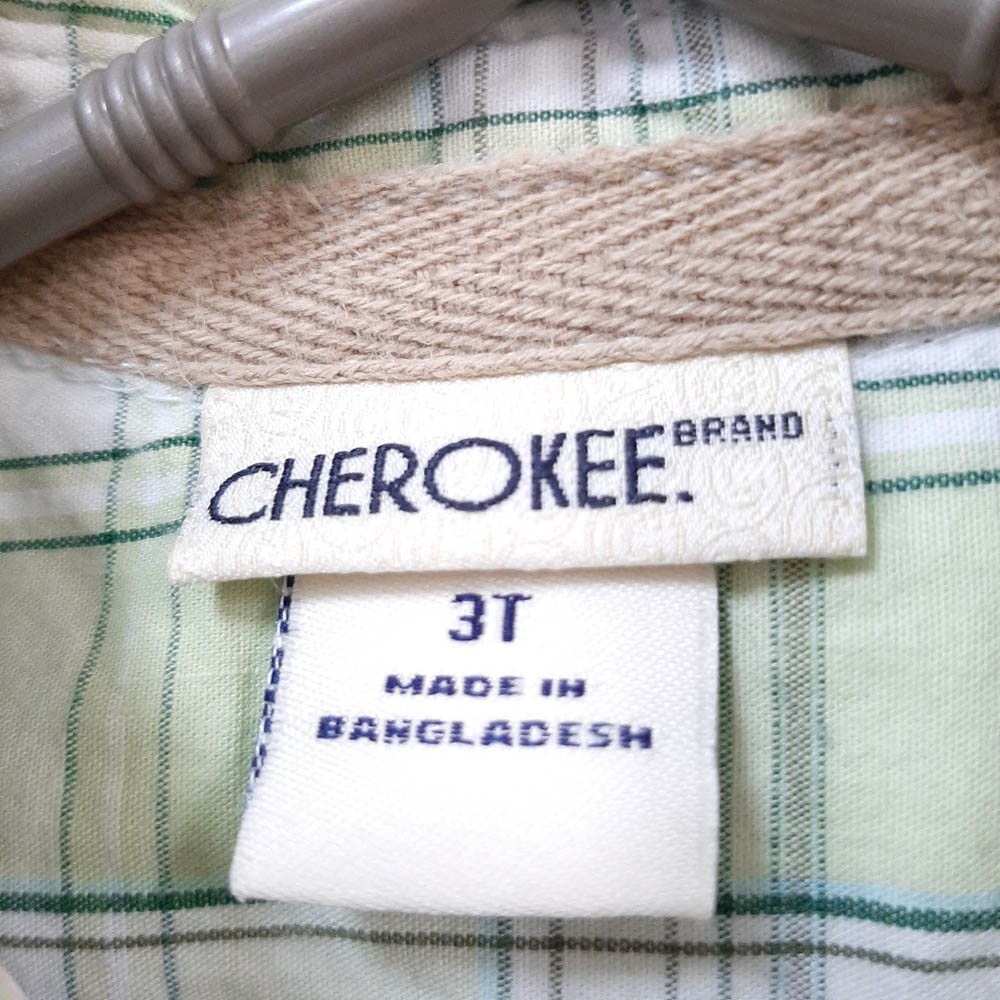 CHEROKEE. BRAND
3T
MADE IN
BANGLADESH